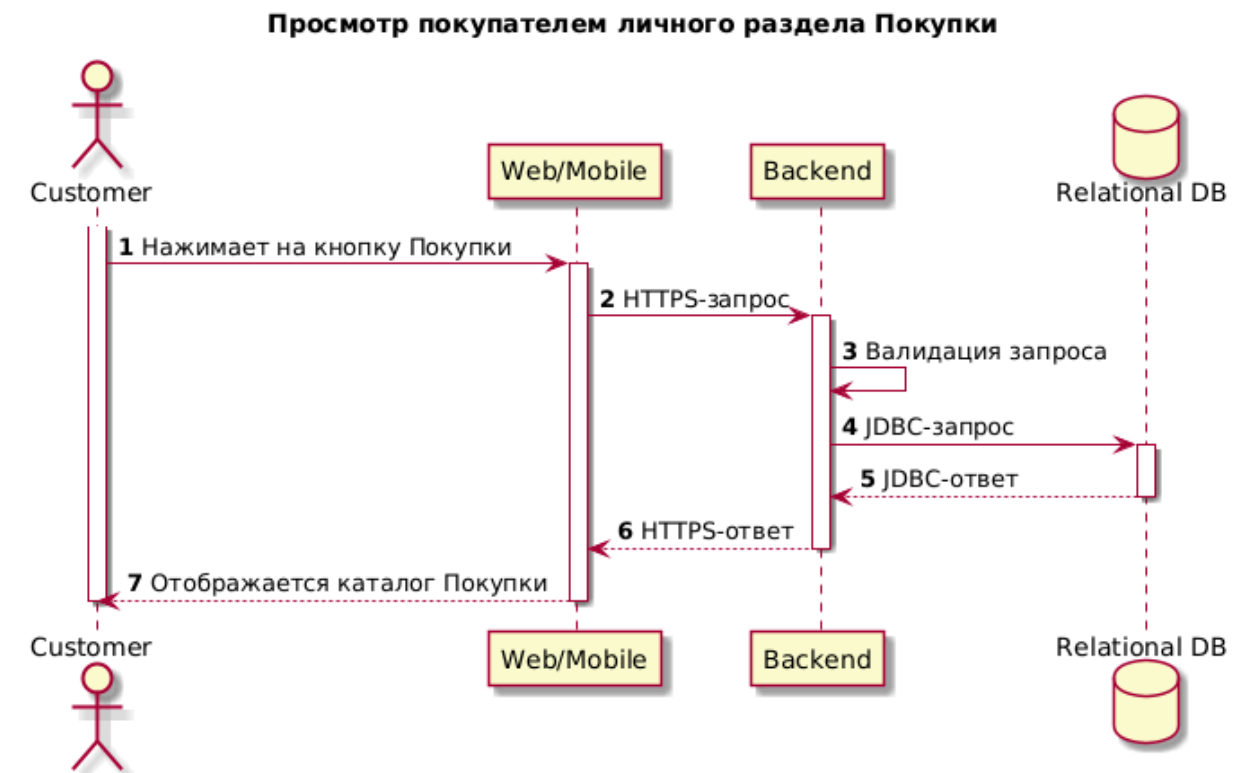 Просмотр покупателем личного раздела Покупки
Customer
Web/Mobile
Backend
Relational DB
1 Нажимает на кнопку Покупки
2 HTTPS-запрос
3 Валидация запроса
4 JDBC-запрос
5 JDBC-ответ
6 HTTPS-ответ
7 Отображается каталог Покупки
Customer
Web/Mobile
Backend
Relational DB